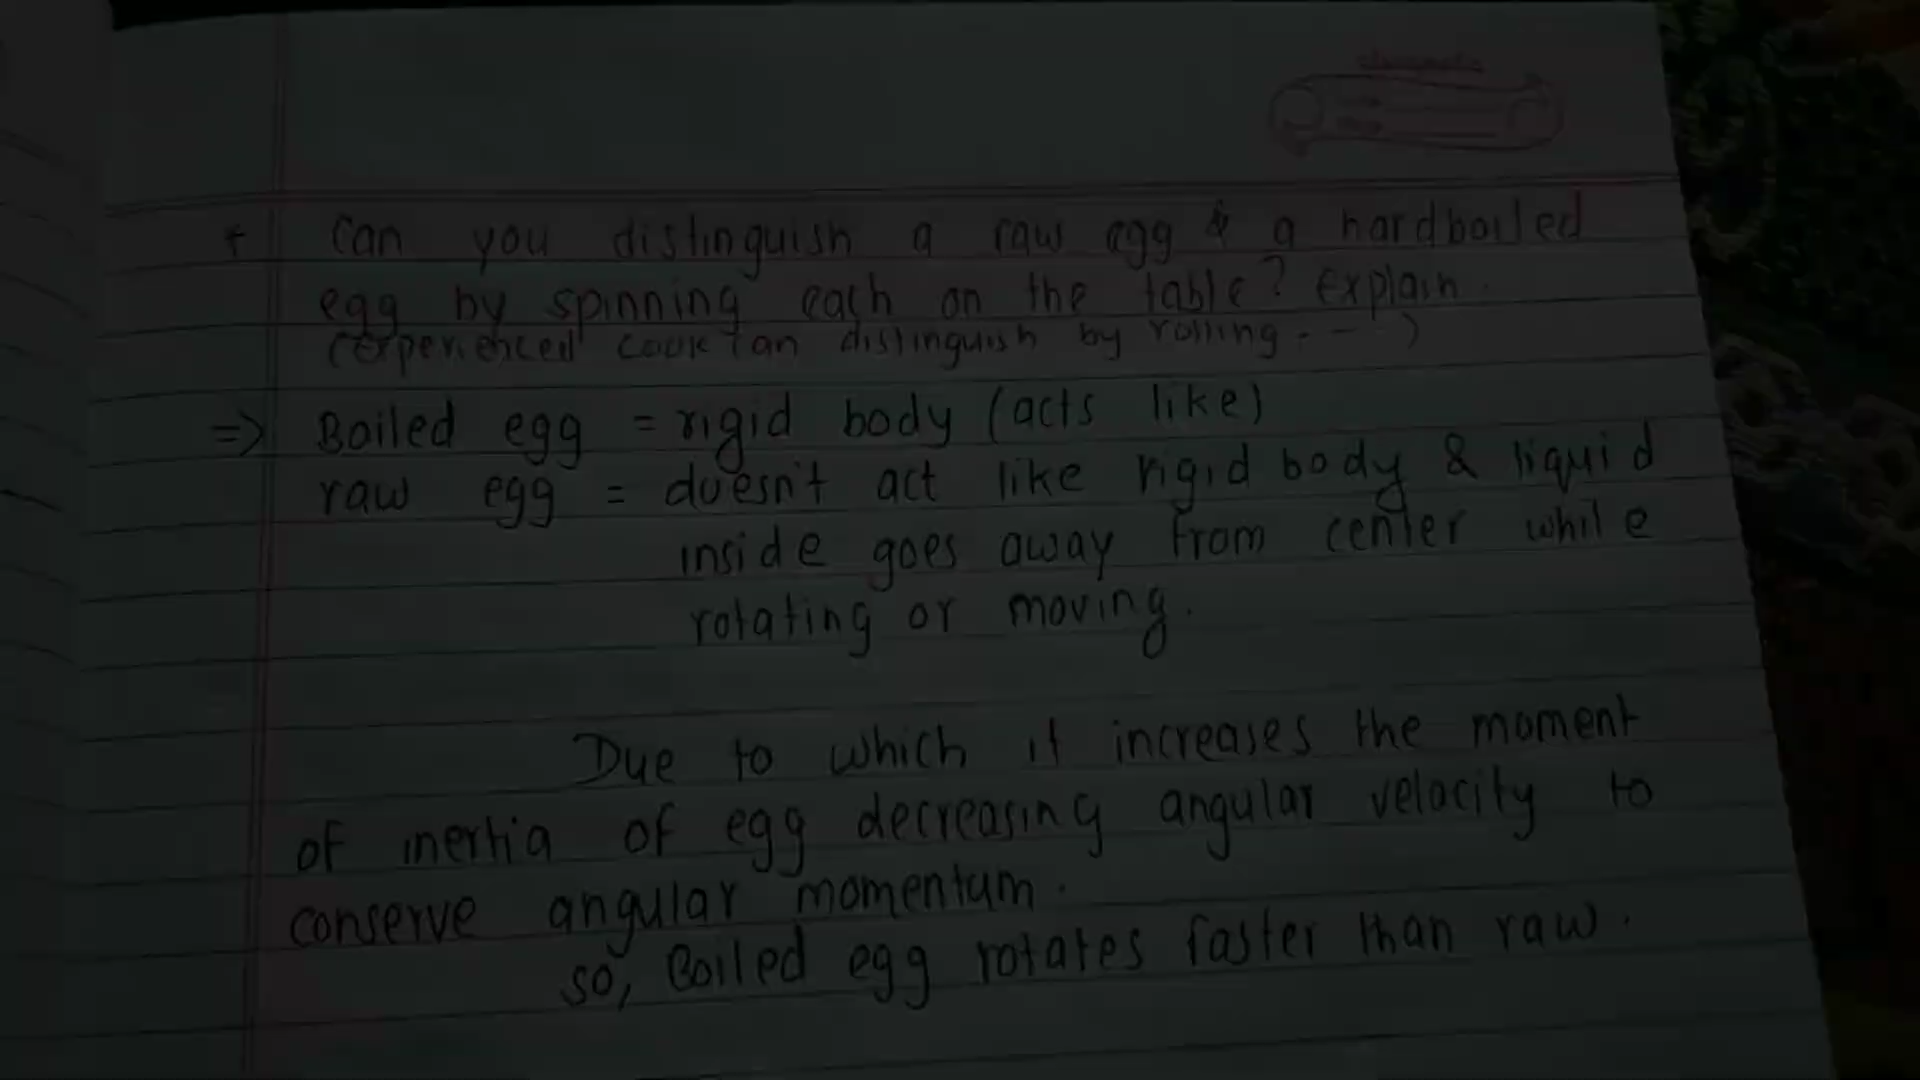 + can you distinguish a raw egg & a hardboiled
egg by spinning each on the table? Explain.
(experienced cook can distinguish by rolling. - - )
=> Boiled egg = rigid body (acts like)
raw egg = doesn't act like rigid body & liquid
inside goes away from center while
rotating or moving.
Due to which it increases the moment
of inertia of egg decreasing angular velocity to
conserve angular momentum.
so, Boiled egg rotates faster than raw.